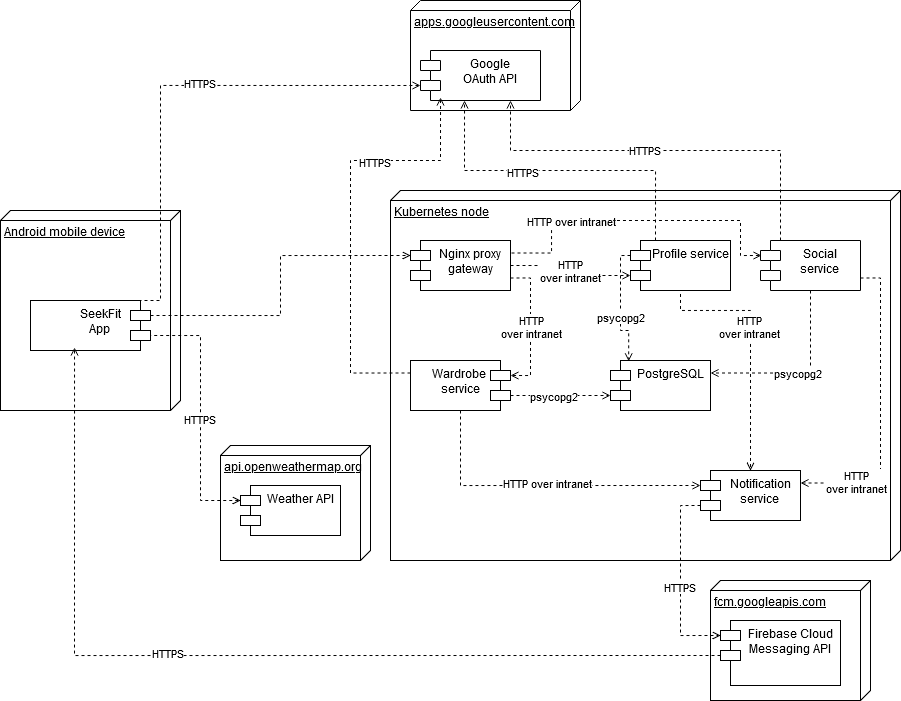 apps.googleusercontent.com
Google
OAuth API
HTTPS
HTTPS
HTTPS
HTTPS
Kubernetes node
Android mobile device
HTTP over intranet
Nginx proxy
gateway
Profile service
Social
service
HTTP
over intranet
SeekFit
App
psycopg2
HTTP
over intranet
HTTP
over intranet
Wardrobe
service
PostgreSQL
psycopg2
psycopg2
HTTPS
api.openweathermap.org
Weather API
HTTP over intranet
Notification
service
HTTP
over intranet
HTTPS
fcm.googleapis.com
Firebase Cloud
Messaging API
HTTPS